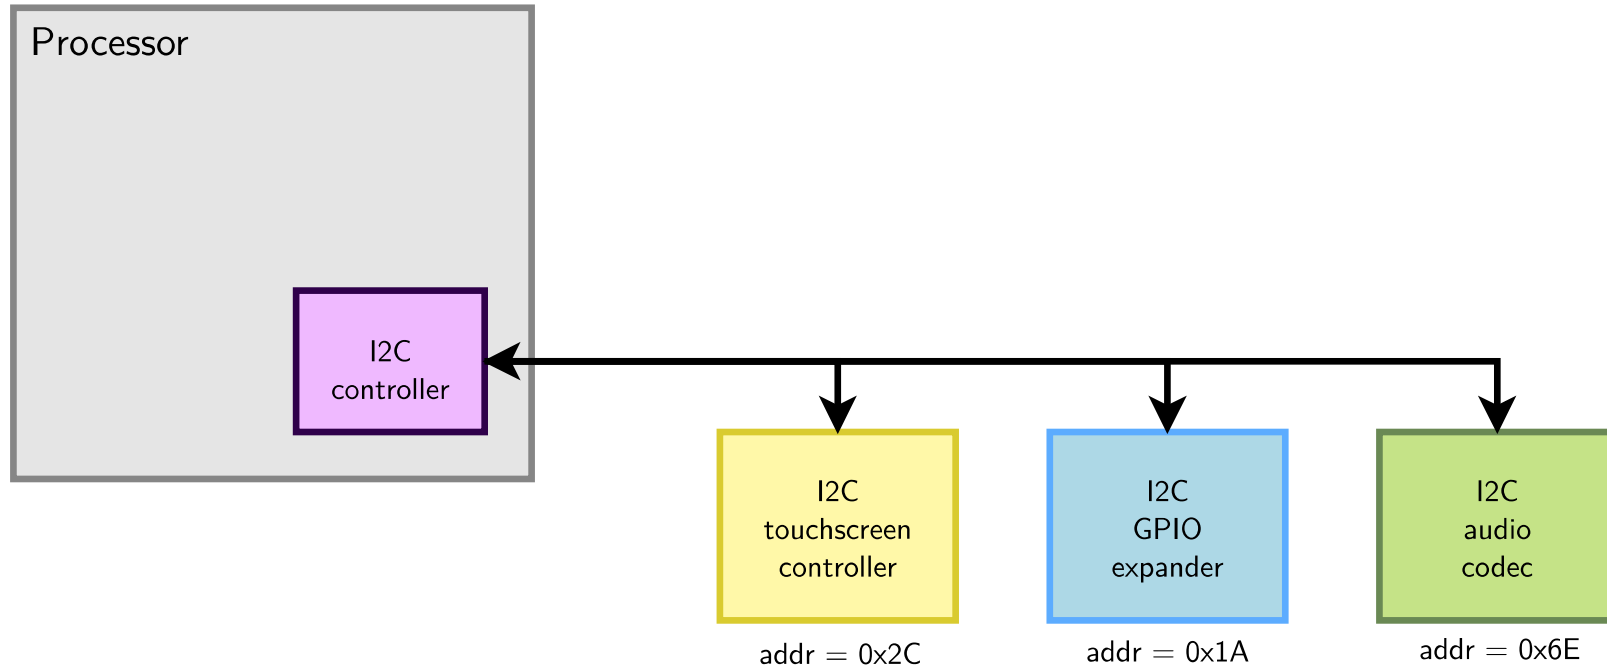 Processor
I2C
controller
I2C
touchscreen
controller
addr = 0x2C
I2C
GPIO
expander
addr = 0x1A
I2C
audio
codec
addr = 0x6E